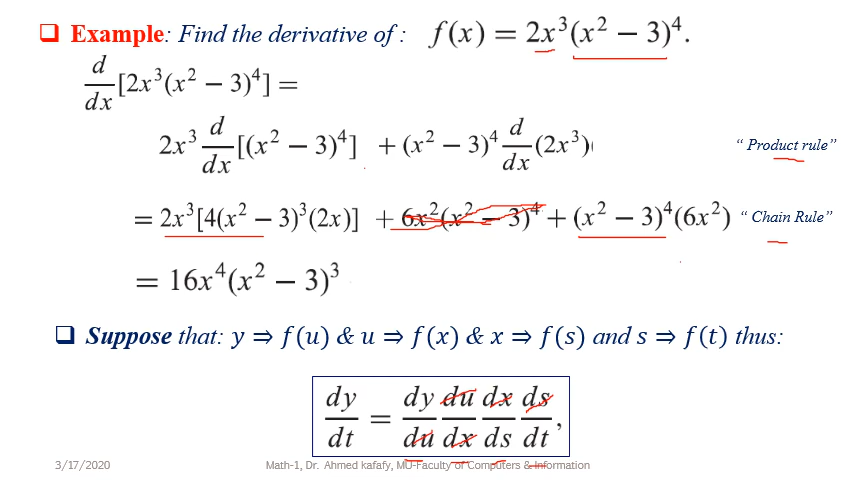 ❑ Example: Find the derivative of : f(x) = 2x³(x² − 3)⁴.
d/dx [2x³(x² − 3)⁴] =
2x³ d/dx [(x² − 3)⁴] + (x² − 3)⁴ d/dx (2x³) “ Product rule”
= 2x³[4(x² − 3)³(2x)] + 6x²(x² − 3)⁴ + (x² − 3)⁴(6x²) “ Chain Rule”
= 16x⁴(x² − 3)³
❑ Suppose that: y ⇒ f(u) & u ⇒ f(x) & x ⇒ f(s) and s ⇒ f(t) thus:
dy/dt = dy/du du/dx dx/ds ds/dt,
3/17/2020 Math-1, Dr. Ahmed kafafy, MU-Faculty of Computers & Information